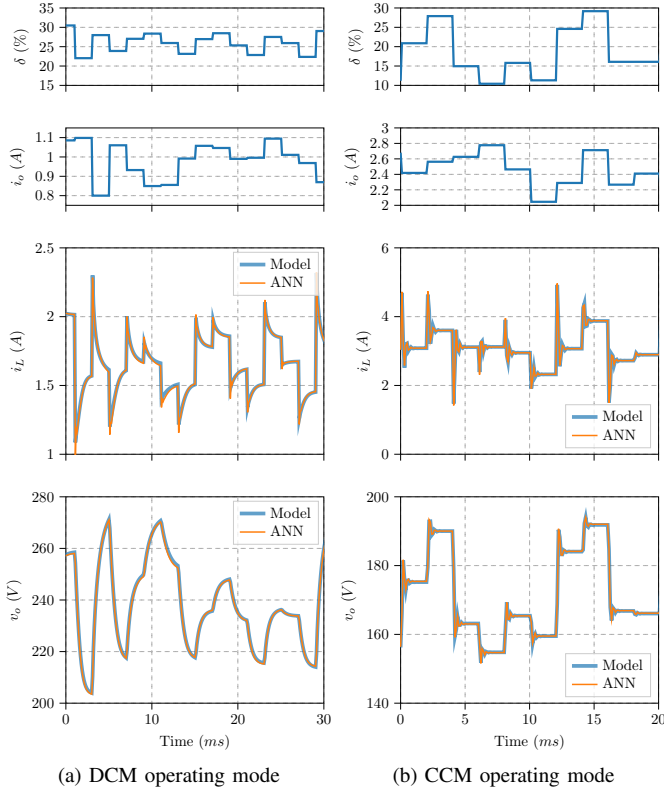 δ (%)
35
30
25
20
15
δ (%)
30
25
20
15
10
i_o (A)
1.1
1
0.9
0.8
i_o (A)
3
2.8
2.6
2.4
2.2
2
i_L (A)
2.5
2
1.5
1
Model
ANN
i_L (A)
6
4
2
0
Model
ANN
v_o (V)
280
260
240
220
200
Model
ANN
0
10
20
30
Time (ms)
v_o (V)
200
180
160
140
Model
ANN
0
5
10
15
20
Time (ms)
(a) DCM operating mode
(b) CCM operating mode